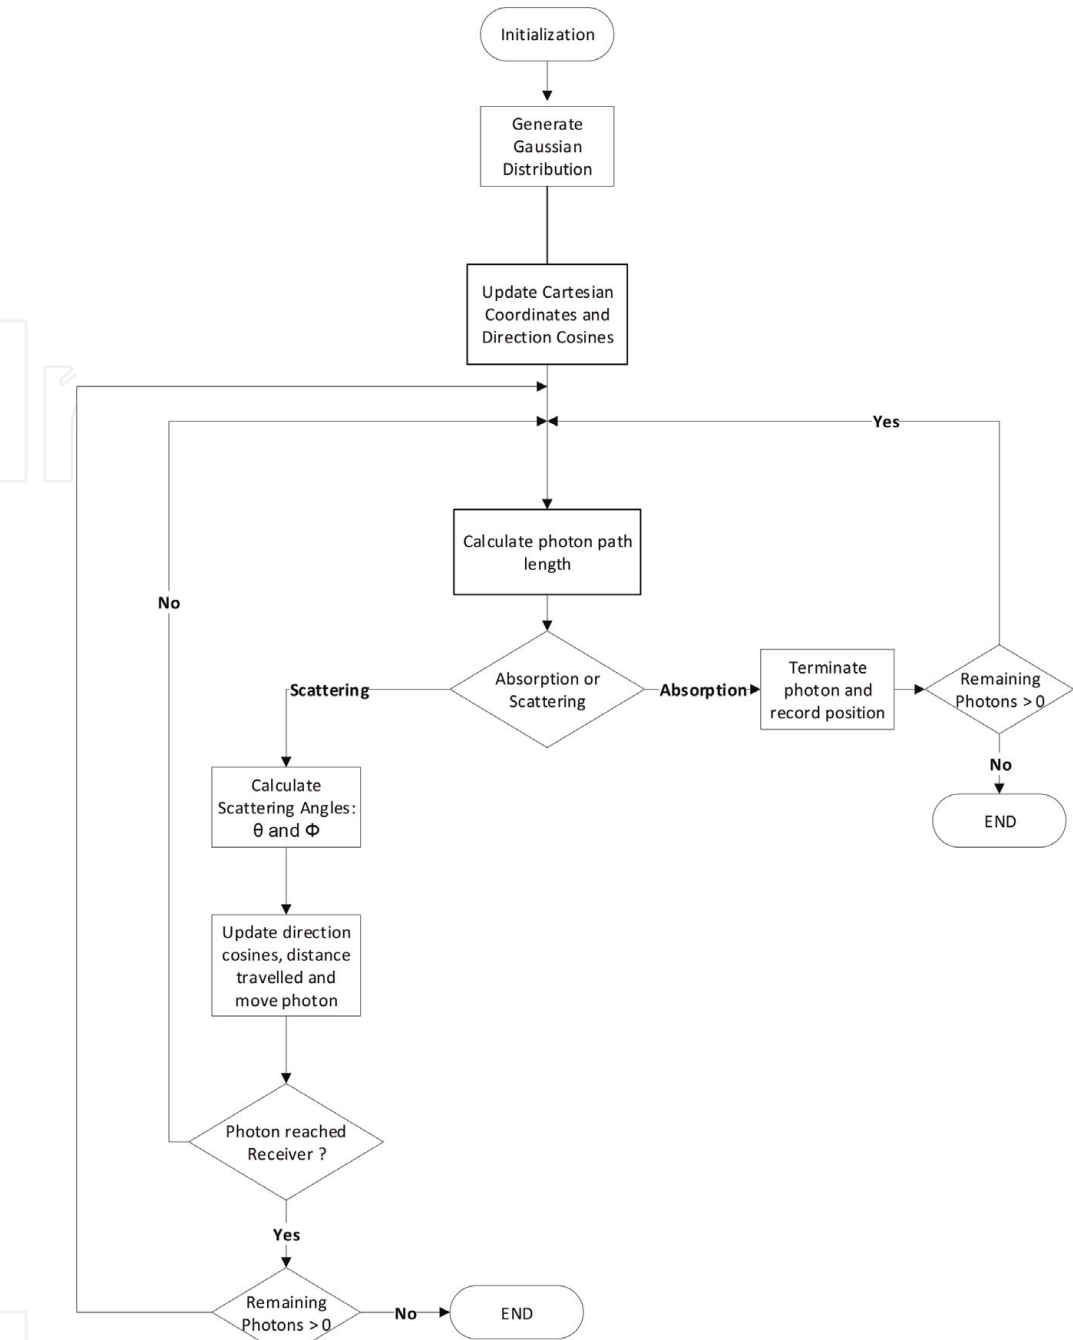 Initialization
Generate
Gaussian
Distribution
Update Cartesian
Coordinates and
Direction Cosines
Yes
Calculate photon path
length
No
Absorption or
Scattering
Scattering
Absorption
Terminate
photon and
record position
Remaining
Photons > 0
No
END
Calculate
Scattering Angles:
θ and Φ
Update direction
cosines, distance
travelled and
move photon
Photon reached
Receiver ?
Yes
Remaining
Photons > 0
No
END